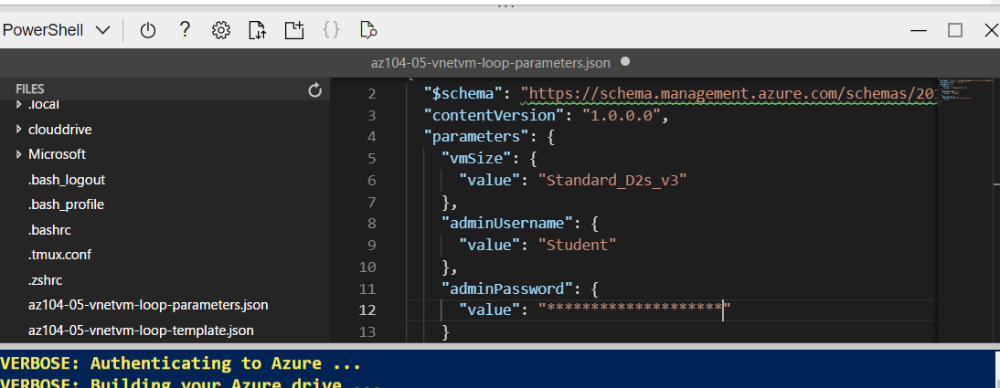 PowerShell
az104-05-vnetvm-loop-parameters.json
FILES
.local
clouddrive
Microsoft
.bash_logout
.bash_profile
.bashrc
.tmux.conf
.zshrc
az104-05-vnetvm-loop-parameters.json
az104-05-vnetvm-loop-template.json
2 "$schema": "https://schema.management.azure.com/schemas/201
3 "contentVersion": "1.0.0.0",
4 "parameters": {
5 "vmSize": {
6 "value": "Standard_D2s_v3"
7 },
8 "adminUsername": {
9 "value": "Student"
10 },
11 "adminPassword": {
12 "value": "********************"
13 }
VERBOSE: Authenticating to Azure ...
VERBOSE: Building your Azure drive ...